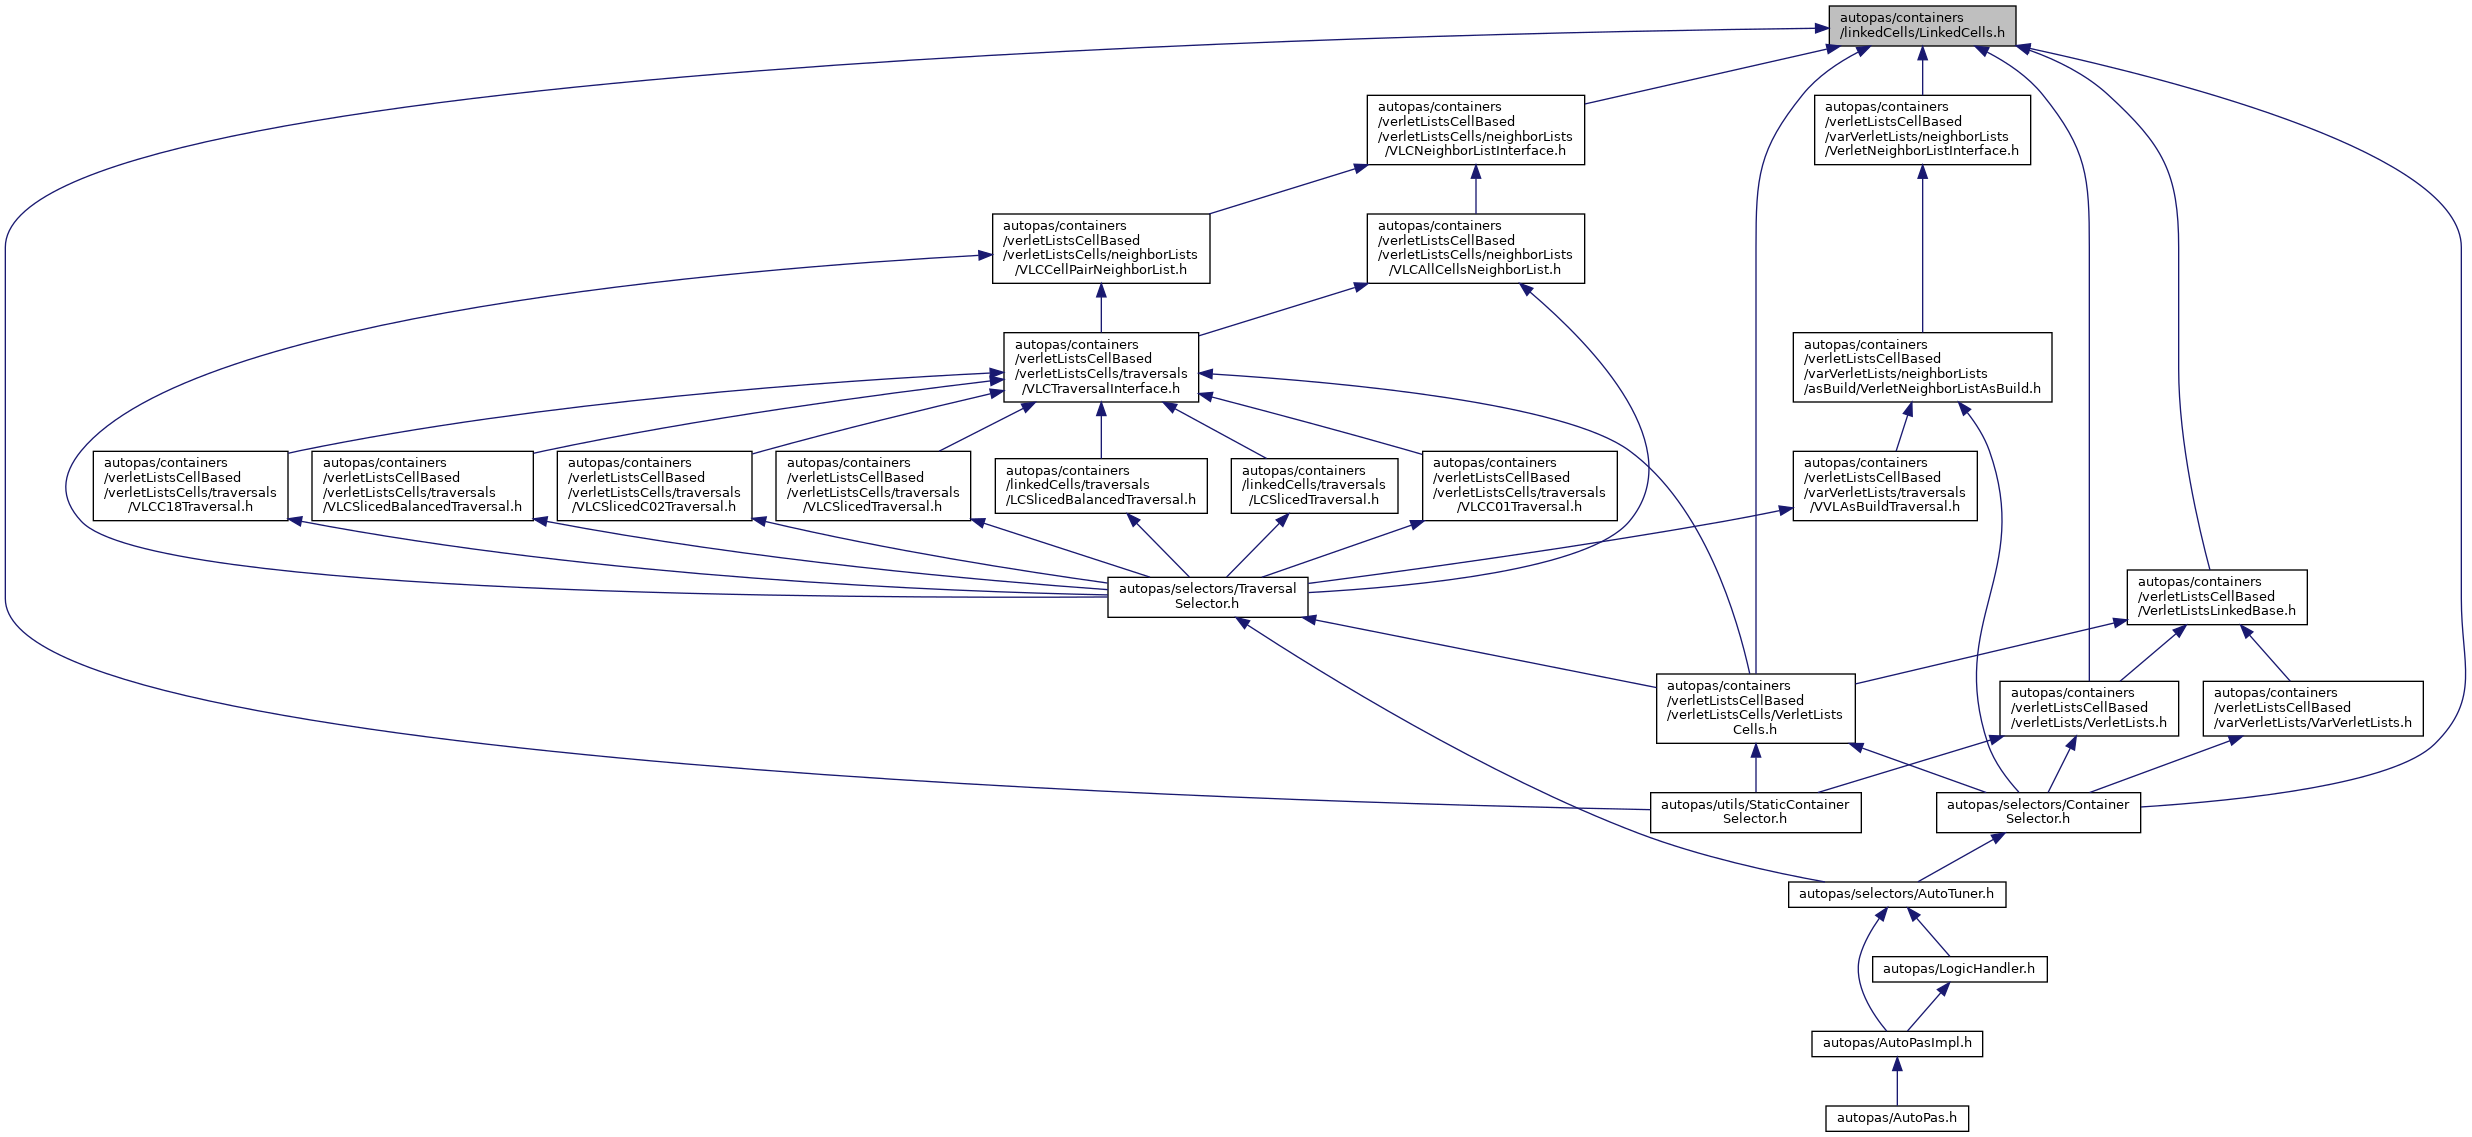 autopas/containers
/linkedCells/LinkedCells.h
autopas/containers
/verletListsCellBased
/verletListsCells/neighborLists
/VLCNeighborListInterface.h
autopas/containers
/verletListsCellBased
/varVerletLists/neighborLists
/VerletNeighborListInterface.h
autopas/containers
/verletListsCellBased
/verletListsCells/neighborLists
/VLCCellPairNeighborList.h
autopas/containers
/verletListsCellBased
/verletListsCells/neighborLists
/VLCAllCellsNeighborList.h
autopas/containers
/verletListsCellBased
/verletListsCells/traversals
/VLCTraversalInterface.h
autopas/containers
/verletListsCellBased
/varVerletLists/neighborLists
/asBuild/VerletNeighborListAsBuild.h
autopas/containers
/verletListsCellBased
/verletListsCells/traversals
/VLCC18Traversal.h
autopas/containers
/verletListsCellBased
/verletListsCells/traversals
/VLCSlicedBalancedTraversal.h
autopas/containers
/verletListsCellBased
/verletListsCells/traversals
/VLCSlicedC02Traversal.h
autopas/containers
/verletListsCellBased
/verletListsCells/traversals
/VLCSlicedTraversal.h
autopas/containers
/linkedCells/traversals
/LCSlicedBalancedTraversal.h
autopas/containers
/linkedCells/traversals
/LCSlicedTraversal.h
autopas/containers
/verletListsCellBased
/verletListsCells/traversals
/VLCC01Traversal.h
autopas/containers
/verletListsCellBased
/varVerletLists/traversals
/VVLAsBuildTraversal.h
autopas/selectors/Traversal
Selector.h
autopas/containers
/verletListsCellBased
/VerletListsLinkedBase.h
autopas/containers
/verletListsCellBased
/verletListsCells/VerletLists
Cells.h
autopas/containers
/verletListsCellBased
/verletLists/VerletLists.h
autopas/containers
/verletListsCellBased
/varVerletLists/VarVerletLists.h
autopas/utils/StaticContainer
Selector.h
autopas/selectors/Container
Selector.h
autopas/selectors/AutoTuner.h
autopas/LogicHandler.h
autopas/AutoPasImpl.h
autopas/AutoPas.h